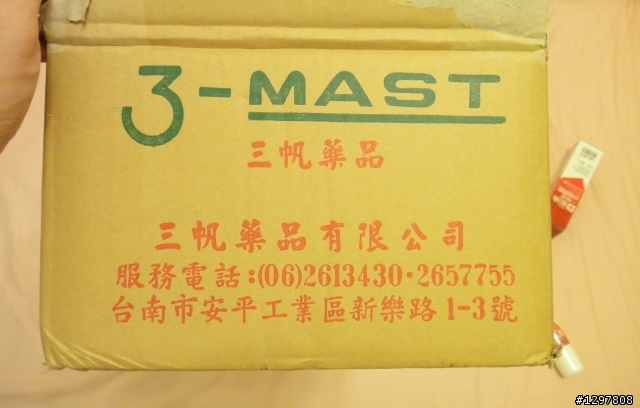 3-MAST
三帆藥品
三帆藥品有限公司
服務電話:(06)2613430·2657755
台南市安平工業區新樂路1-3號
#1297808